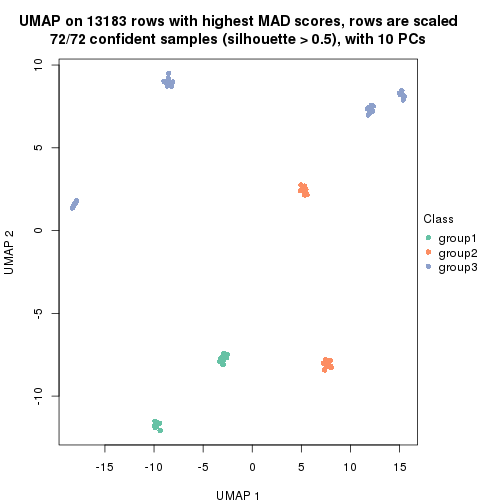 UMAP on 13183 rows with highest MAD scores, rows are scaled
72/72 confident samples (silhouette > 0.5), with 10 PCs
10
5
0
-5
-10
UMAP 2
-15
-10
-5
0
5
10
15
UMAP 1
Class
group1
group2
group3